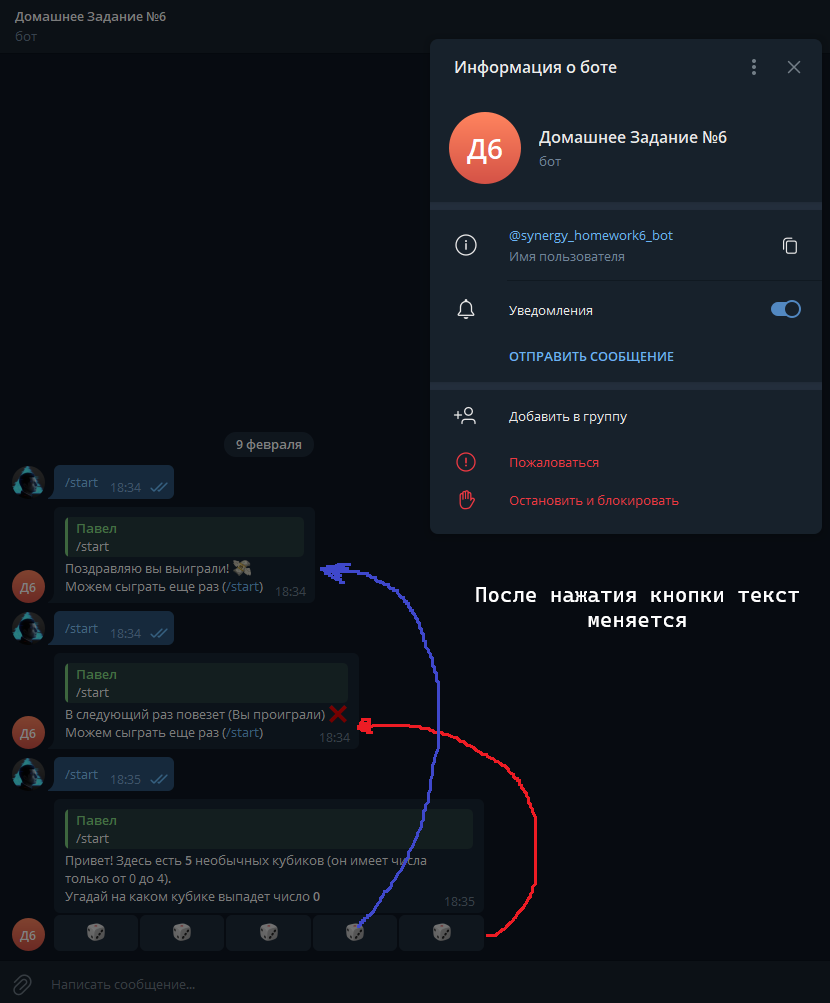 Домашнее Задание №6
бот
Информация о боте
Д6
Домашнее Задание №6
бот
@synergy_homework6_bot
Имя пользователя
Уведомления
ОТПРАВИТЬ СООБЩЕНИЕ
Добавить в группу
Пожаловаться
Остановить и блокировать
9 февраля
/start 18:34
Павел
/start
Поздравляю вы выиграли! 💸
Можем сыграть еще раз (/start) 18:34
Д6
После нажатия кнопки текст
меняется
/start 18:34
Павел
/start
В следующий раз повезет (Вы проиграли) ❌
Можем сыграть еще раз (/start) 18:34
Д6
/start 18:35
Павел
/start
Привет! Здесь есть 5 необычных кубиков (он имеет числа
только от 0 до 4).
Угадай на каком кубике выпадет число 0
18:35
Д6
🎲 🎲 🎲 🎲 🎲
Написать сообщение...